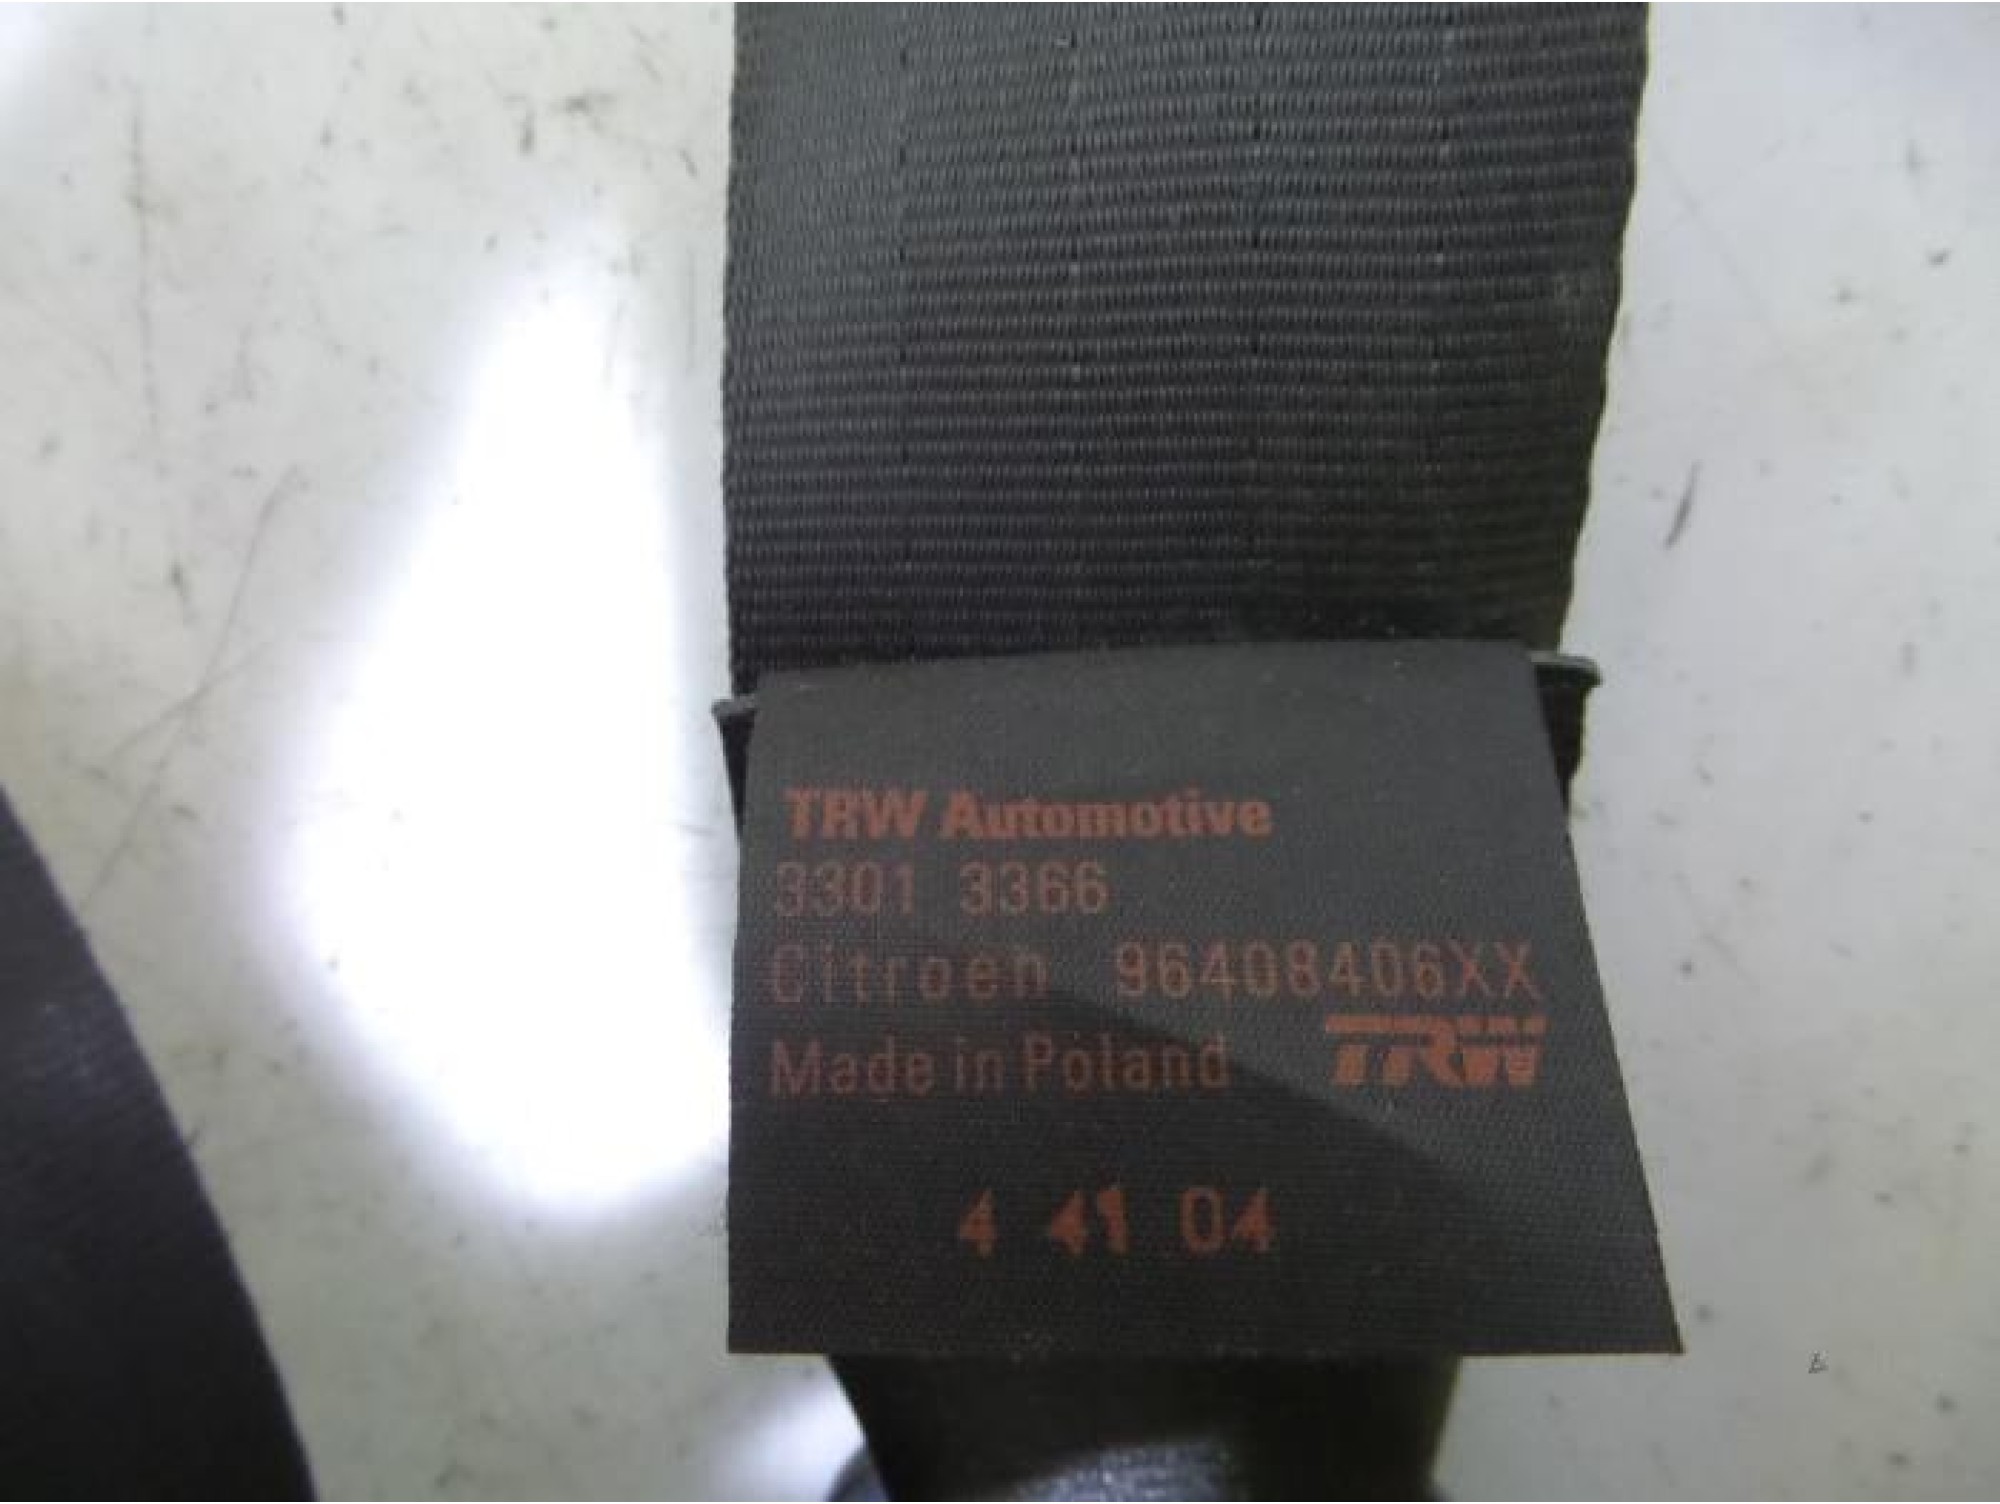 TRW Automotive
3301 3366
Citroen 96408406XX
Made in Poland TRW
4 41 04